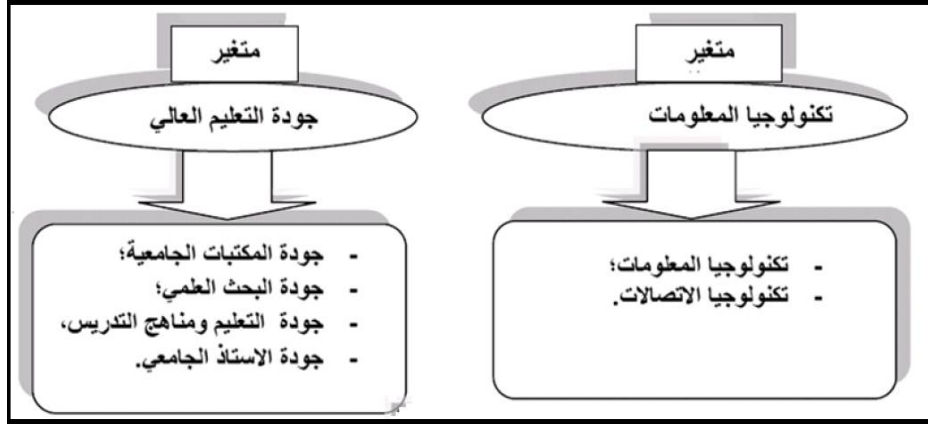 متغير
تكنولوجيا المعلومات
- تكنولوجيا المعلومات؛
- تكنولوجيا الاتصالات.
متغير
جودة التعليم العالي
- جودة المكتبات الجامعية؛
- جودة البحث العلمي؛
- جودة التعليم ومناهج التدريس،
- جودة الاستاذ الجامعي.